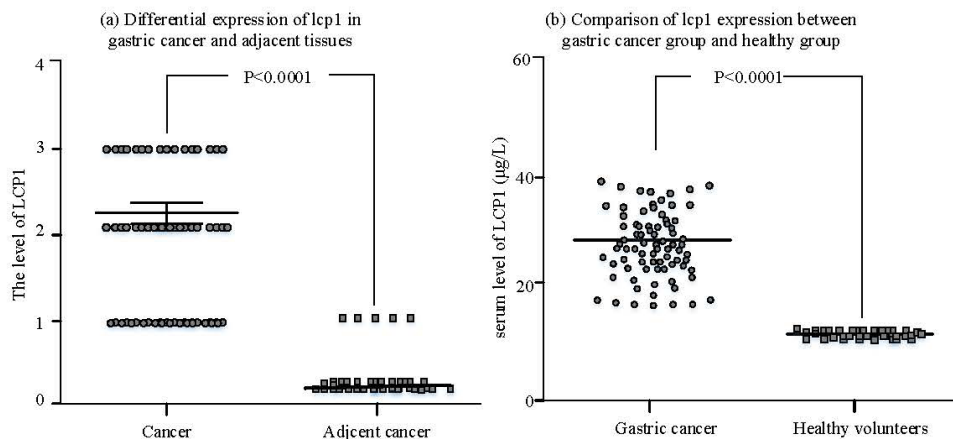 (a) Differential expression of lcp1 in
gastric cancer and adjacent tissues
4
3
2
1
0
The level of LCP1
P<0.0001
Cancer
Adjcent cancer
(b) Comparison of lcp1 expression between
gastric cancer group and healthy group
60
40
20
0
serum level of LCP1 (μg/L)
P<0.0001
Gastric cancer
Healthy volunteers